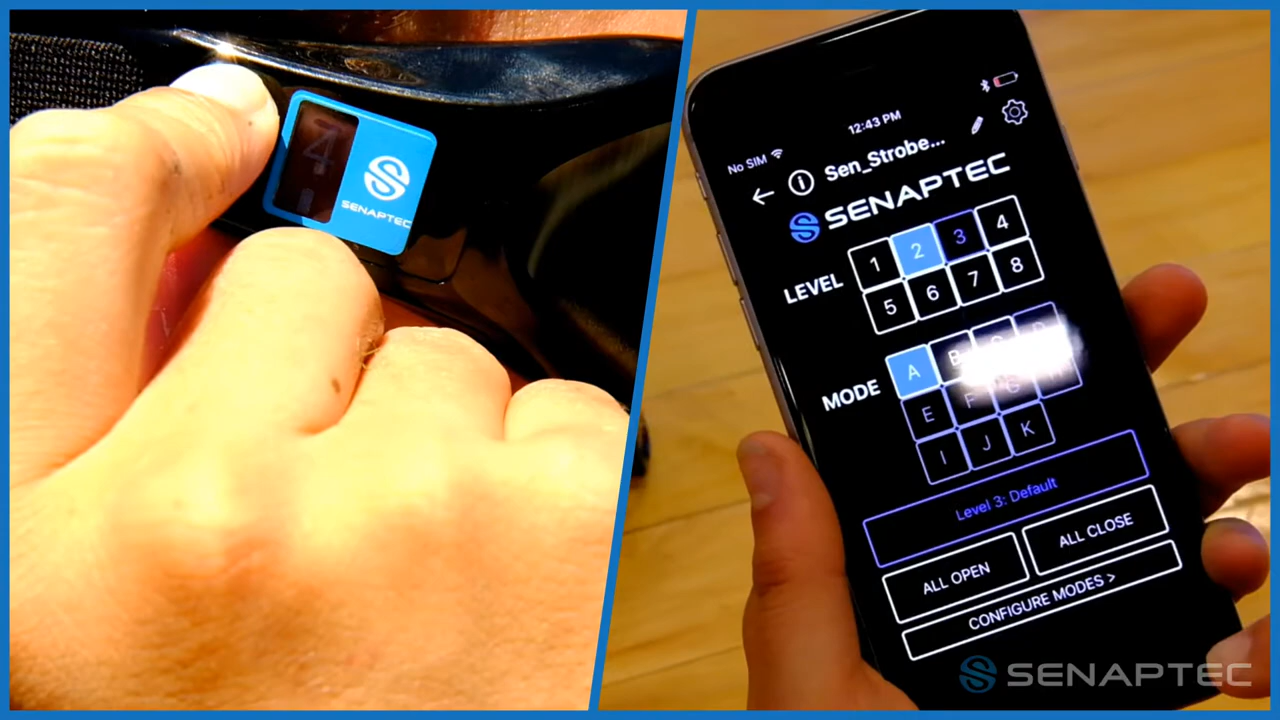 4
SENAPTEC
12:43 PM
No SIM
Sen_Strobe...
SENAPTEC
LEVEL
1 2 3 4
5 6 7 8
MODE
A B C D
E F G H
I J K
Level 3: Default
ALL OPEN
ALL CLOSE
CONFIGURE MODES >
SENAPTEC